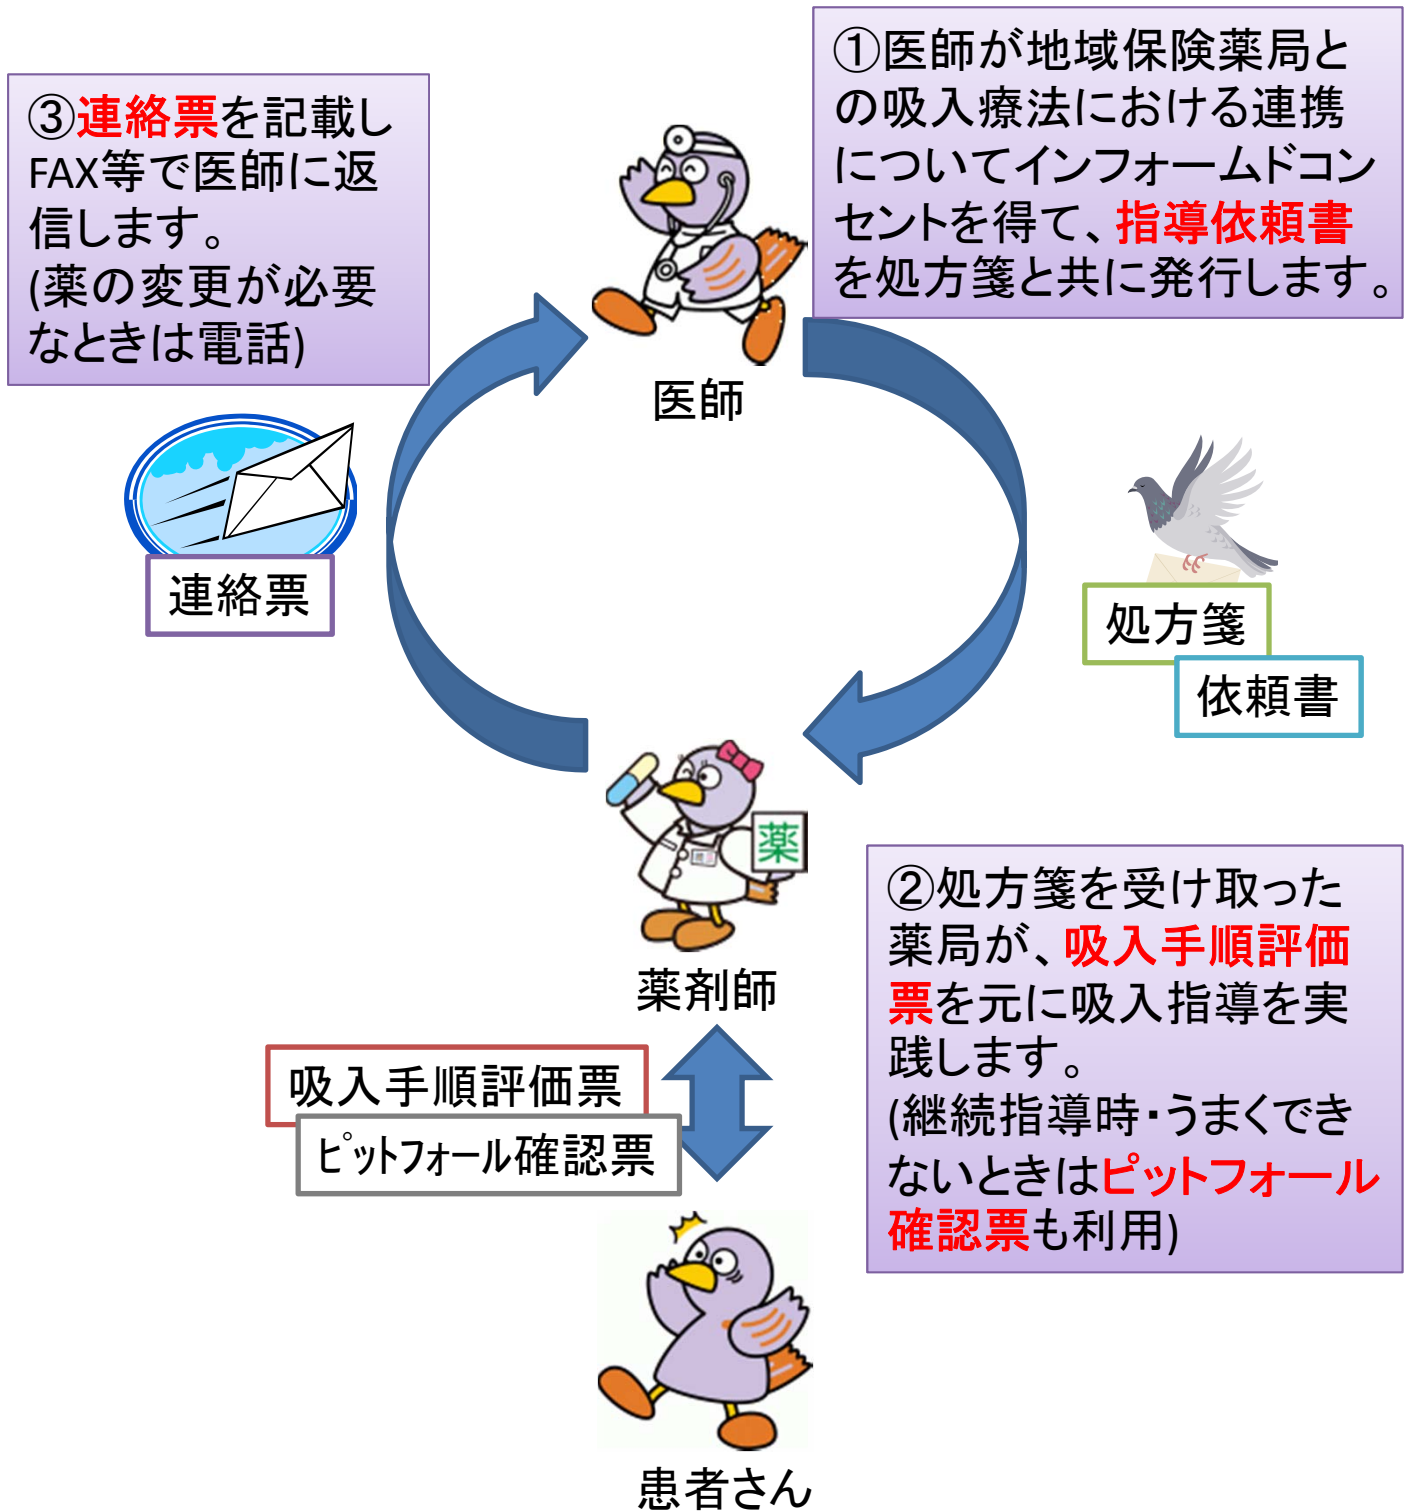 ①医師が地域保険薬局と
の吸入療法における連携
についてインフォームドコン
セントを得て、指導依頼書
を処方箋と共に発行します。
③連絡票を記載し
FAX等で医師に返
信します。
(薬の変更が必要
なときは電話)
医師
連絡票
処方箋
依頼書
薬
薬剤師
②処方箋を受け取った
薬局が、吸入手順評価
票を元に吸入指導を実
践します。
(継続指導時・うまくでき
ないときはピットフォール
確認票も利用)
吸入手順評価票
ピットフォール確認票
患者さん